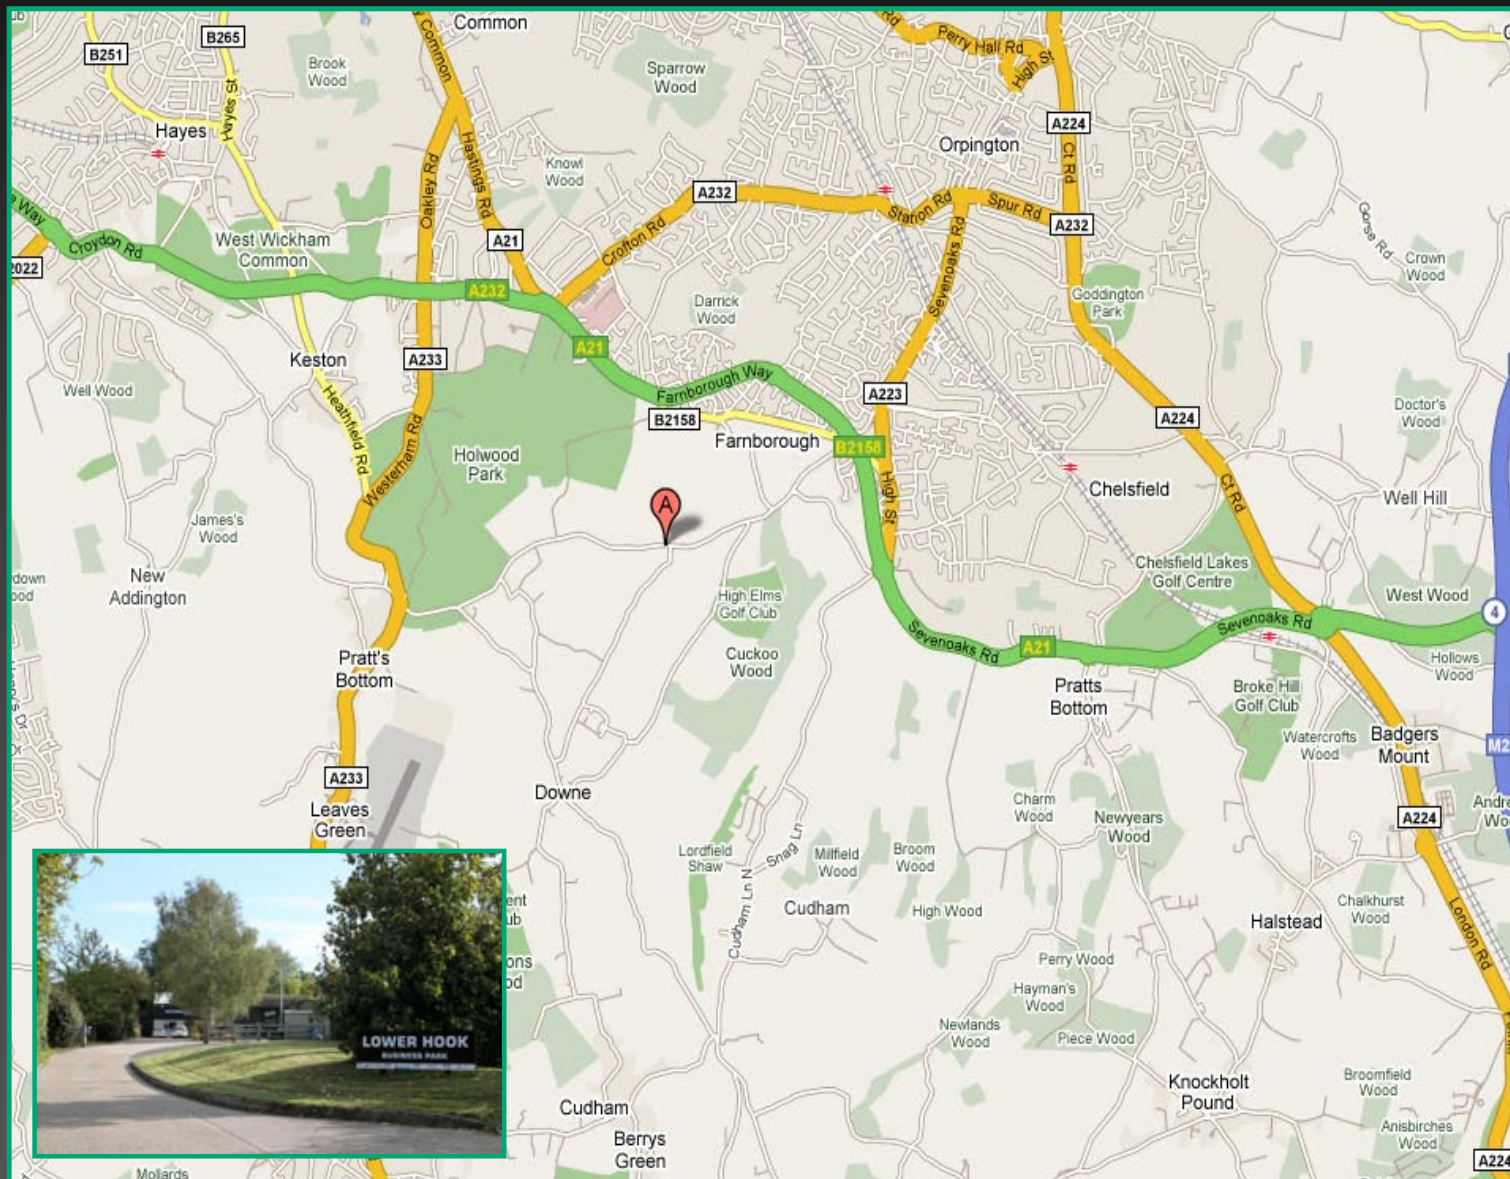 B251
B265
Hayes St
Hayes
Brook
Wood
Common
Common
Sparrow
Wood
Rd
Perry Hall Rd
High St
A224
Ct Rd
Orpington
Oakley Rd
Hastings Rd
Knowl
Wood
A232
Station Rd
Spur Rd
A232
Gorse Rd
Crown
Wood
Way
Croydon Rd
2022
West Wickham
Common
A21
Crofton Rd
Sevenoaks Rd
A232
Darrick
Wood
Goddington
Park
A21
Keston
A233
Well Wood
Heathfield Rd
Westerham Rd
Farnborough Way
B2158
Farnborough
A223
B2158
High St
A224
Ct Rd
Doctor's
Wood
Holwood
Park
A
Chelsfield
Well Hill
James's
Wood
New
Addington
High Elms
Golf Club
Chelsfield Lakes
Golf Centre
West Wood
4
Sevenoaks Rd
Sevenoaks Rd
A21
Hollows
Wood
Cuckoo
Wood
Pratt's
Bottom
Pratts
Bottom
Broke Hill
Golf Club
Watercrofts
Wood
Badgers
Mount
M2
A233
Leaves
Green
Downe
Charm
Wood
Newyears
Wood
A224
Lordfield
Shaw
Snag Ln
Millfield
Wood
Broom
Wood
Cudham Ln N
Cudham
High Wood
Halstead
Chalkhurst
Wood
London Rd
Perry Wood
Hayman's
Wood
Newlands
Wood
Piece Wood
Knockholt
Pound
Broomfield
Wood
Anisbirches
Wood
A224
LOWER HOOK
BUSINESS PARK
Cudham
Berrys
Green
Mollards